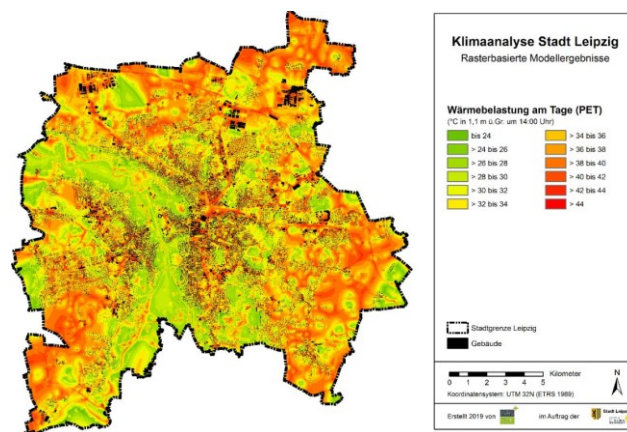 Klimaanalyse Stadt Leipzig
Rasterbasierte Modellergebnisse
Wärmebelastung am Tage (PET)
(°C in 1,1 m ü.Gr. um 14:00 Uhr)
bis 24
> 24 bis 26
> 26 bis 28
> 28 bis 30
> 30 bis 32
> 32 bis 34
> 34 bis 36
> 36 bis 38
> 38 bis 40
> 40 bis 42
> 42 bis 44
> 44
Stadtgrenze Leipzig
Gebäude
0 1 2 3 4 5 Kilometer
N
Koordinatensystem: UTM 32N (ETRS 1989)
Erstellt 2019 von im Auftrag der Stadt Leipzig